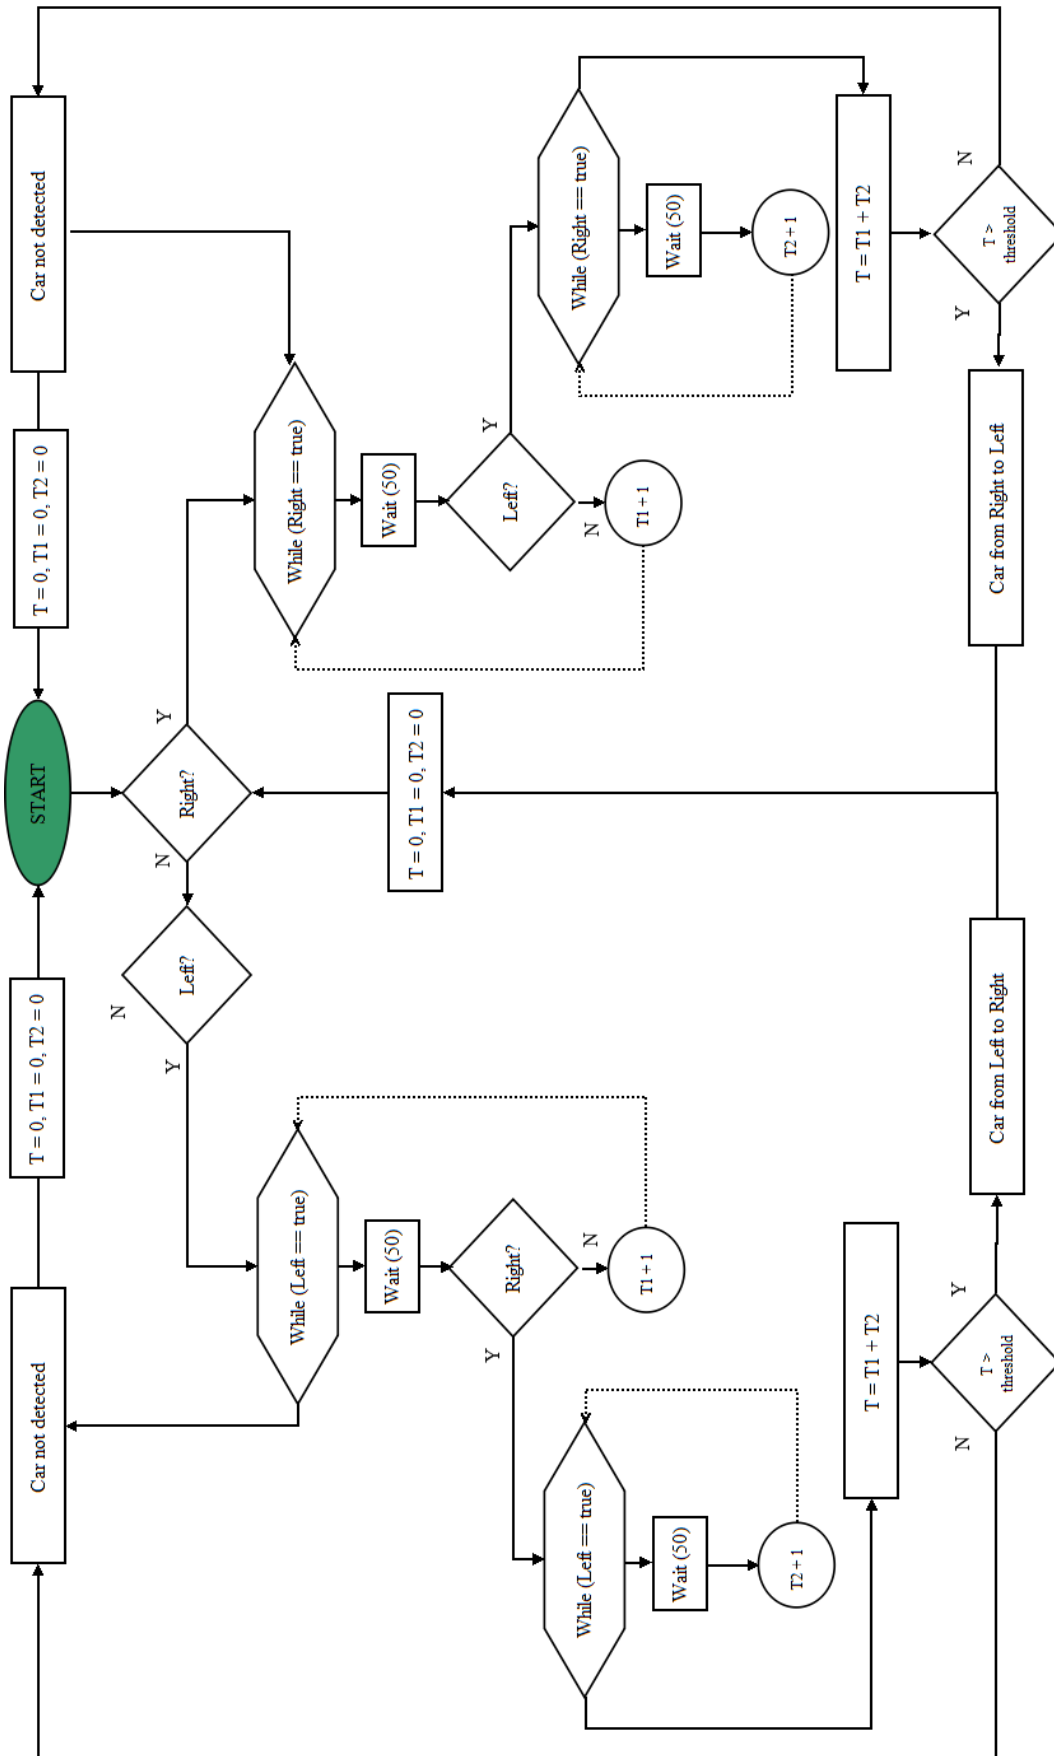 Car not detected
T = 0, T1 = 0, T2 = 0
START
T = 0, T1 = 0, T2 = 0
Car not detected
N
Left?
Y
N
Right?
Y
While (Left == true)
While (Right == true)
Wait (50)
T = 0, T1 = 0, T2 = 0
Wait (50)
Y
Right?
N
T1 + 1
Left?
Y
N
T1 + 1
While (Left == true)
Wait (50)
T2 + 1
While (Right == true)
Wait (50)
T2 + 1
T = T1 + T2
T = T1 + T2
N
T >
threshold
Y
Car from Left to Right
Car from Right to Left
Y
T >
threshold
N